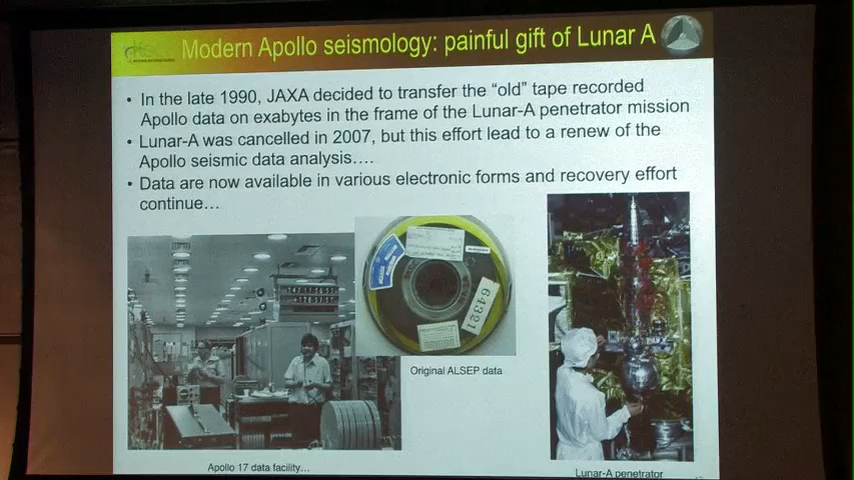 Modern Apollo seismology: painful gift of Lunar A
• In the late 1990, JAXA decided to transfer the “old” tape recorded
Apollo data on exabytes in the frame of the Lunar-A penetrator mission
• Lunar-A was cancelled in 2007, but this effort lead to a renew of the
Apollo seismic data analysis….
• Data are now available in various electronic forms and recovery effort
continue…
64321
Original ALSEP data
Apollo 17 data facility…
Lunar-A penetrator